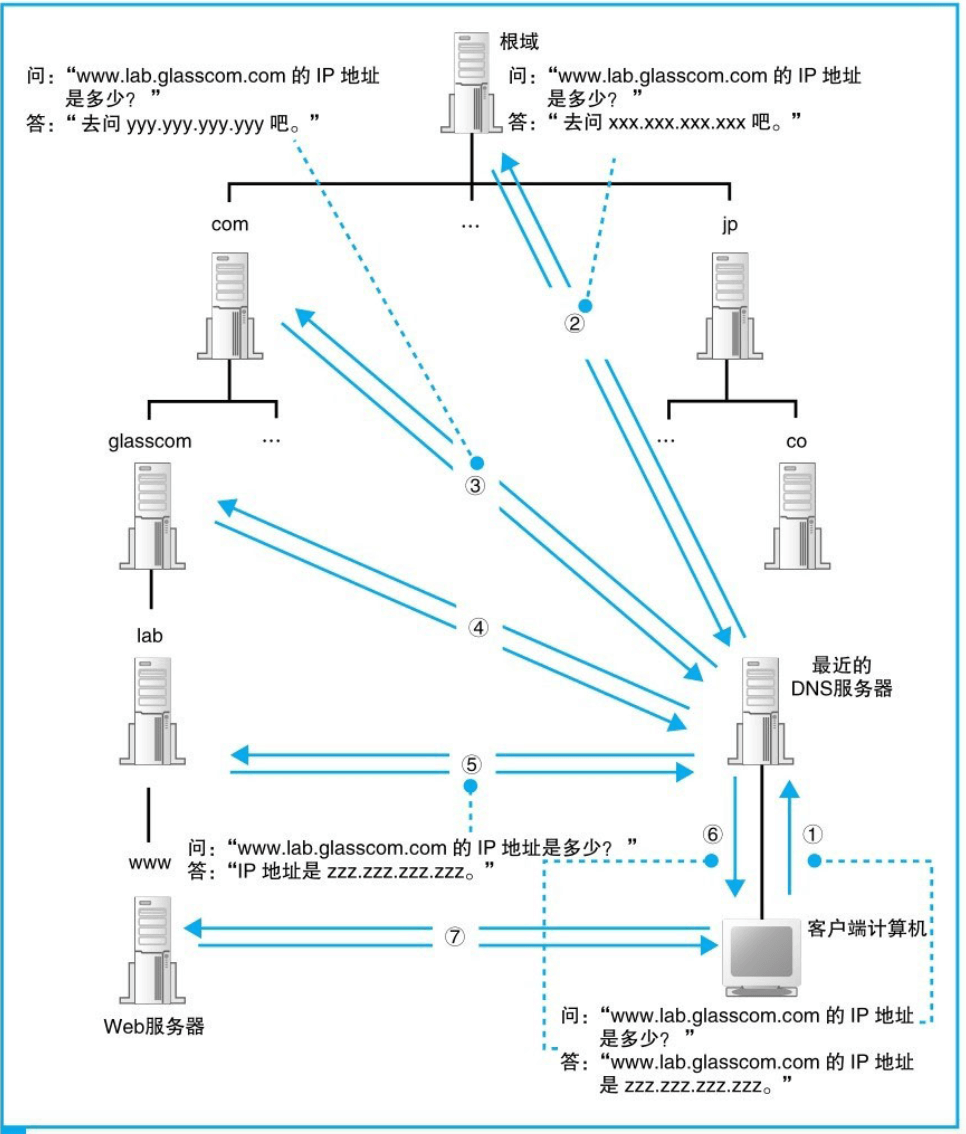 根域
问：“www.lab.glasscom.com 的 IP 地址
是多少？ ”
答：“ 去问 yyy.yyy.yyy.yyy 吧。”
问：“www.lab.glasscom.com 的 IP 地址
是多少？ ”
答：“ 去问 xxx.xxx.xxx.xxx 吧。”
com
…
jp
②
glasscom
…
…
co
③
④
lab
最近的
DNS服务器
⑤
⑥
①
问：“www.lab.glasscom.com 的 IP 地址是多少？ ”
答：“IP 地址是 zzz.zzz.zzz.zzz。”
www
⑦
客户端计算机
Web服务器
问：“www.lab.glasscom.com 的 IP 地址
是多少？ ”
答：“www.lab.glasscom.com 的 IP 地址
是 zzz.zzz.zzz.zzz。”